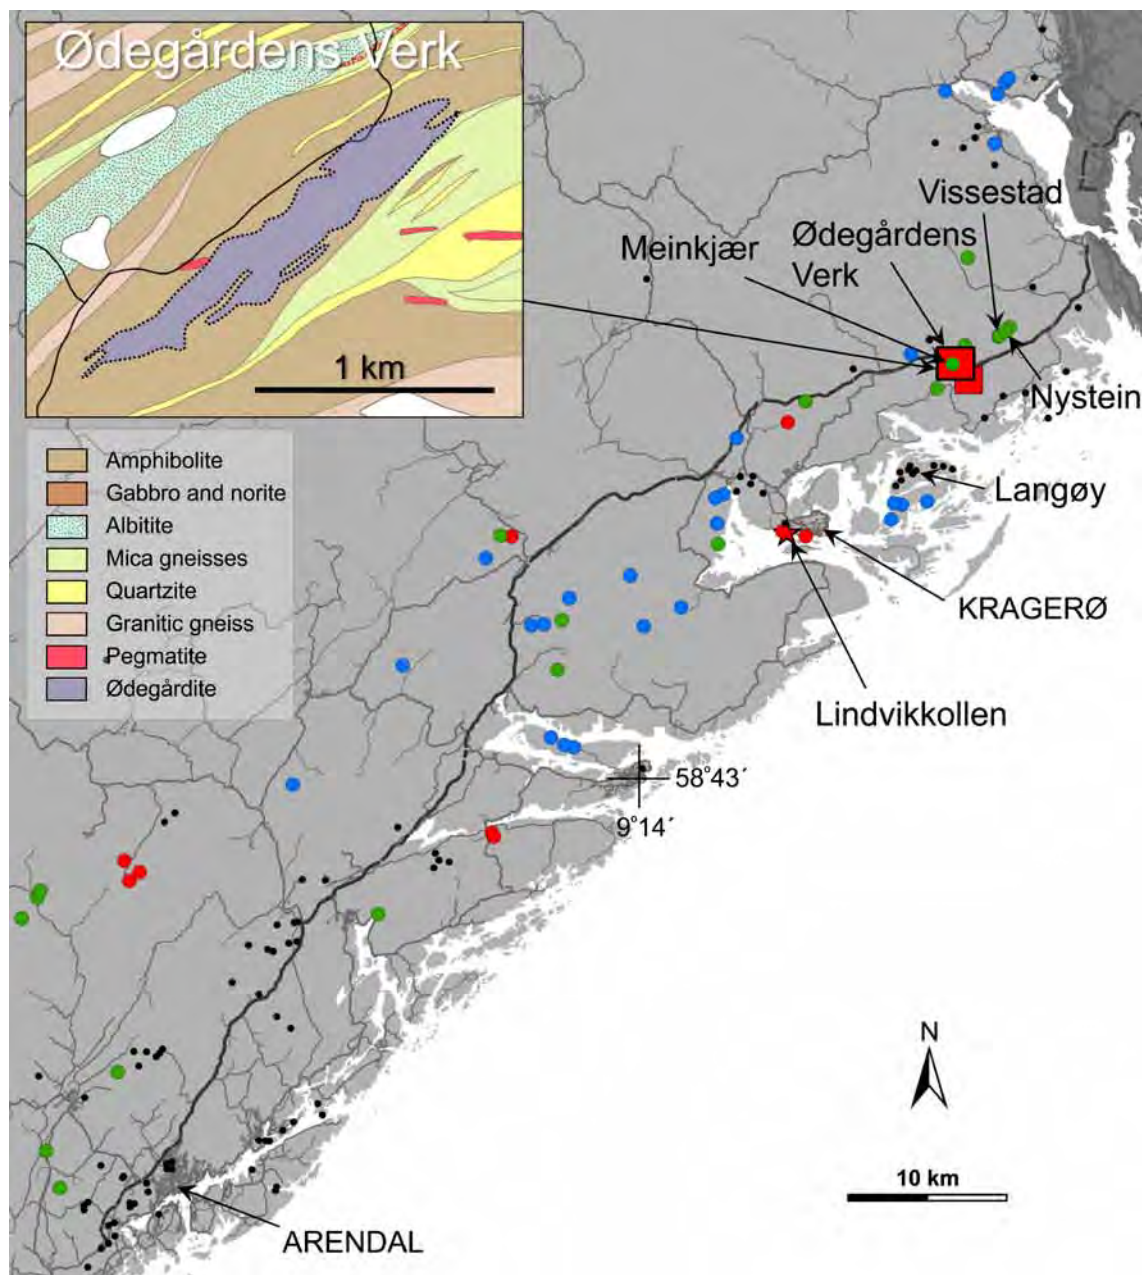 Ødegårdens Verk
1 km
Amphibolite
Gabbro and norite
Albitite
Mica gneisses
Quartzite
Granitic gneiss
Pegmatite
Ødegårdite
Vissestad
Meinkjær
Ødegårdens
Verk
Nystein
Langøy
KRAGERØ
Lindvikkollen
58°43´
9°14´
N
10 km
ARENDAL